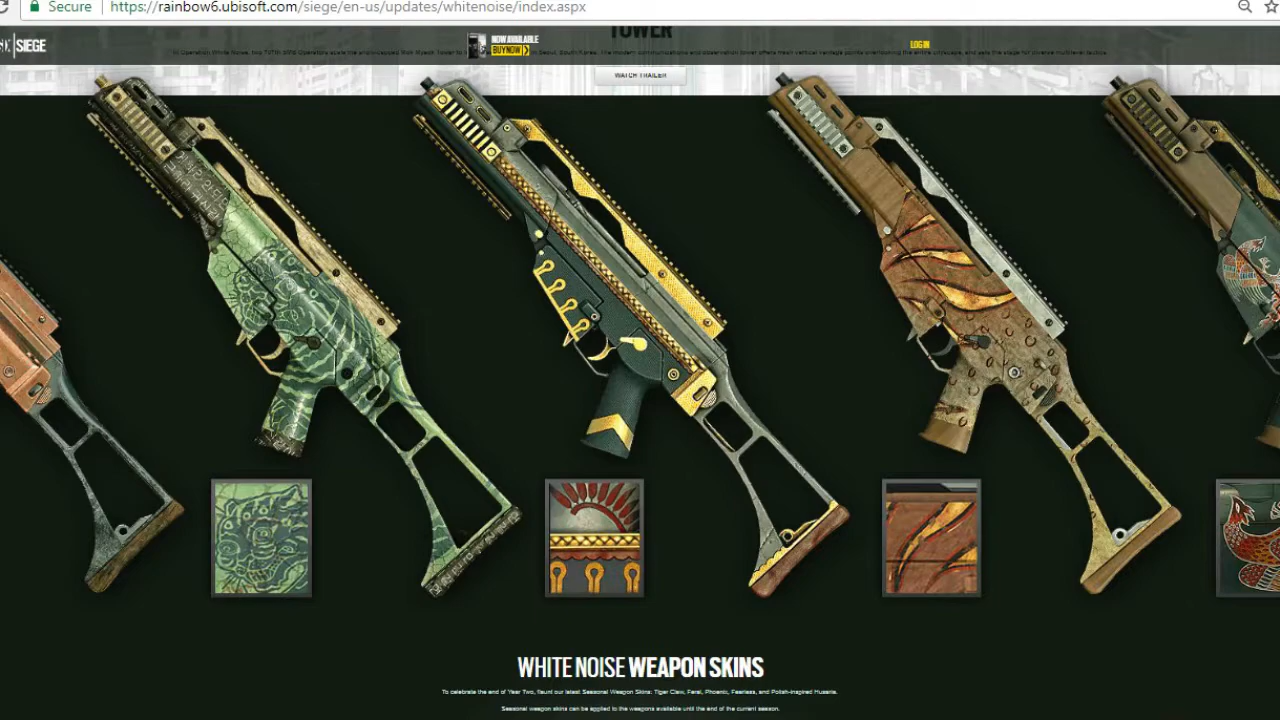 Secure https://rainbow6.ubisoft.com/siege/en-us/updates/whitenoise/index.aspx
SIEGE
NOW AVAILABLE
BUY NOW
LOG IN
TOWER
WATCH TRAILER
WHITE NOISE WEAPON SKINS
To celebrate the end of Year Two, flaunt our latest Seasonal Weapon Skins: Tiger Claw, Feral, Phoenix, Fearless, and Polish-inspired Husaria.
Seasonal weapon skins can be applied to the weapons available until the end of the current season.